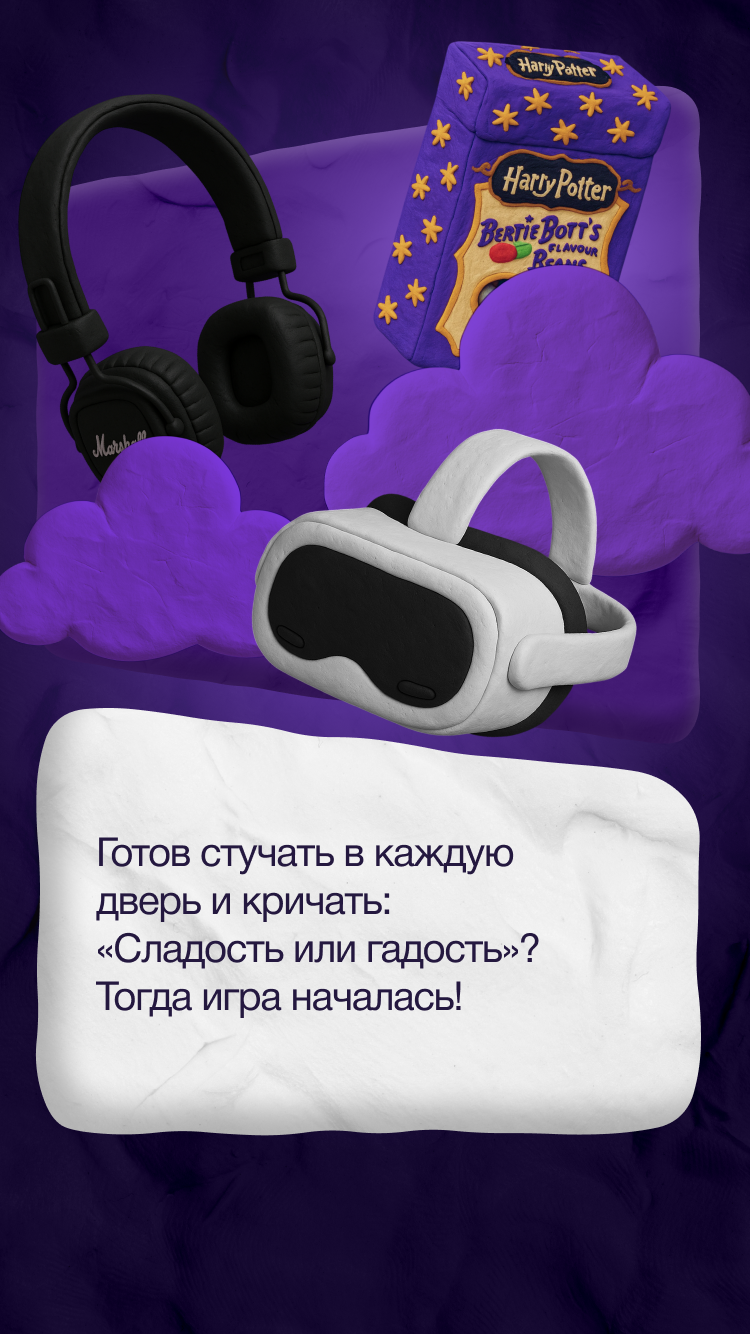 Harry Potter
Harry Potter
BERTIE BOTT'S
FLAVOUR
BEANS
Marshall
Готов стучать в каждую
дверь и кричать:
«Сладость или гадость»?
Тогда игра началась!